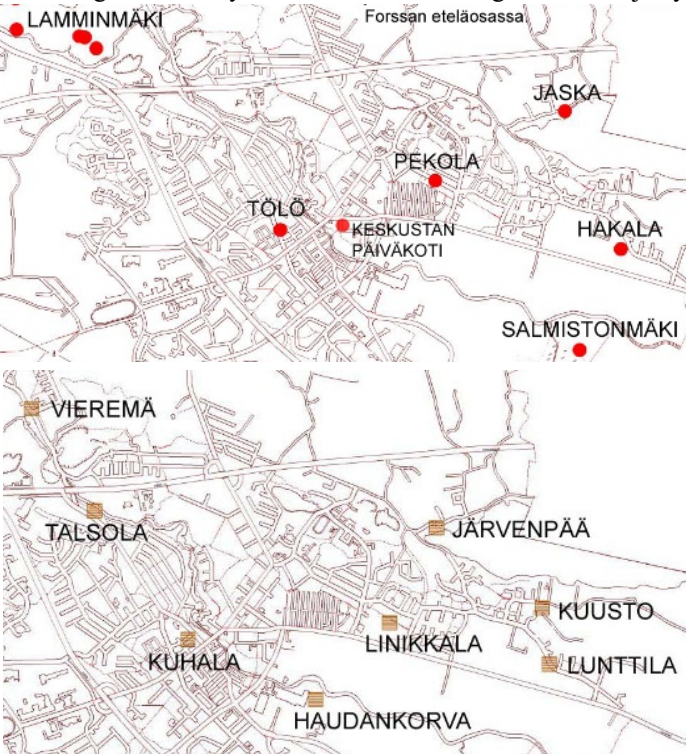 Forssan eteläosassa
LAMMINMÄKI
JASKA
PEKOLA
TÖLÖ
KESKUSTAN
PÄIVÄKOTI
HAKALA
SALMISTONMÄKI
VIEREMÄ
TALSOLA
JÄRVENPÄÄ
KUUSTO
LINIKKALA
KUHALA
LUNTTILA
HAUDANKORVA